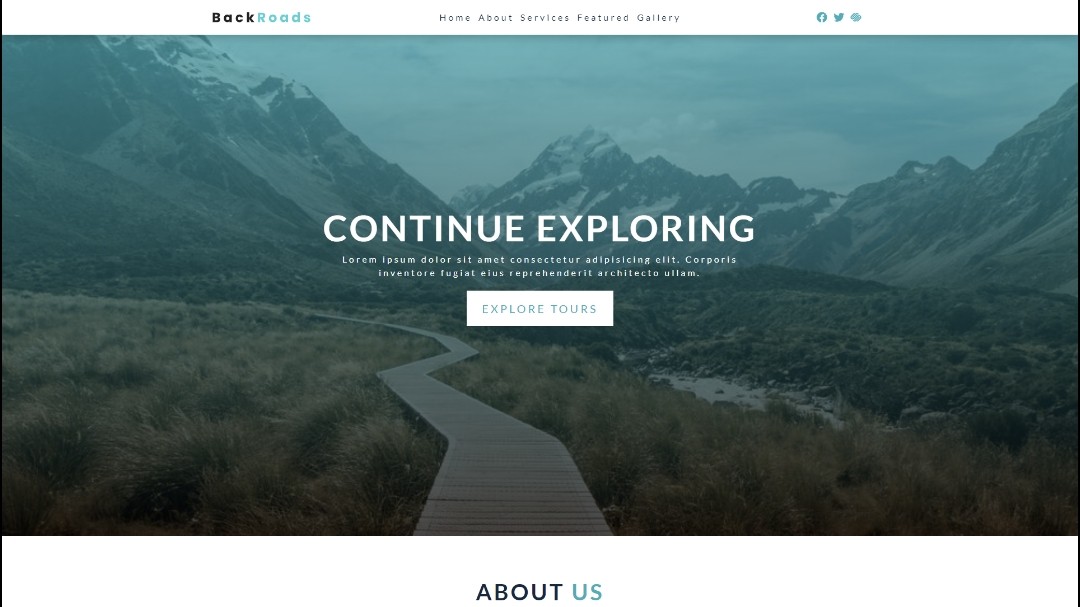 BackRoads
Home About Services Featured Gallery
CONTINUE EXPLORING
Lorem ipsum dolor sit amet consectetur adipisicing elit. Corporis
inventore fugiat eius reprehenderit architecto ullam.
EXPLORE TOURS
ABOUT US